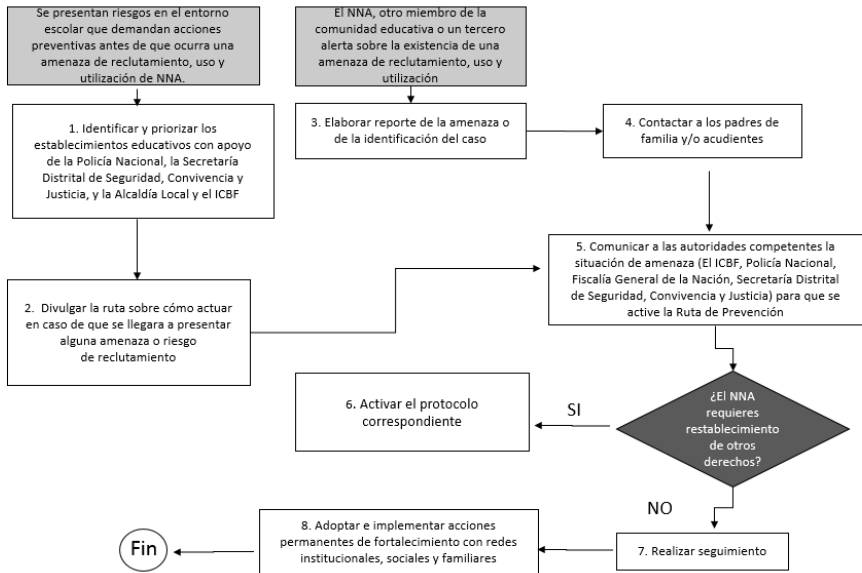 Se presentan riesgos en el entorno
escolar que demandan acciones
preventivas antes de que ocurra una
amenaza de reclutamiento, uso y
utilización de NNA.
El NNA, otro miembro de la
comunidad educativa o un tercero
alerta sobre la existencia de una
amenaza de reclutamiento, uso y
utilización
1. Identificar y priorizar los
establecimientos educativos con apoyo
de la Policía Nacional, la Secretaría
Distrital de Seguridad, Convivencia y
Justicia, y la Alcaldía Local y el ICBF
3. Elaborar reporte de la amenaza o
de la identificación del caso
4. Contactar a los padres de
familia y/o acudientes
2. Divulgar la ruta sobre cómo actuar
en caso de que se llegara a presentar
alguna amenaza o riesgo
de reclutamiento
5. Comunicar a las autoridades competentes la
situación de amenaza (El ICBF, Policía Nacional,
Fiscalía General de la Nación, Secretaría Distrital
de Seguridad, Convivencia y Justicia) para que se
active la Ruta de Prevención
¿El NNA
requieres
restablecimiento
de otros
derechos?
SI
6. Activar el protocolo
correspondiente
NO
7. Realizar seguimiento
8. Adoptar e implementar acciones
permanentes de fortalecimiento con redes
institucionales, sociales y familiares
Fin